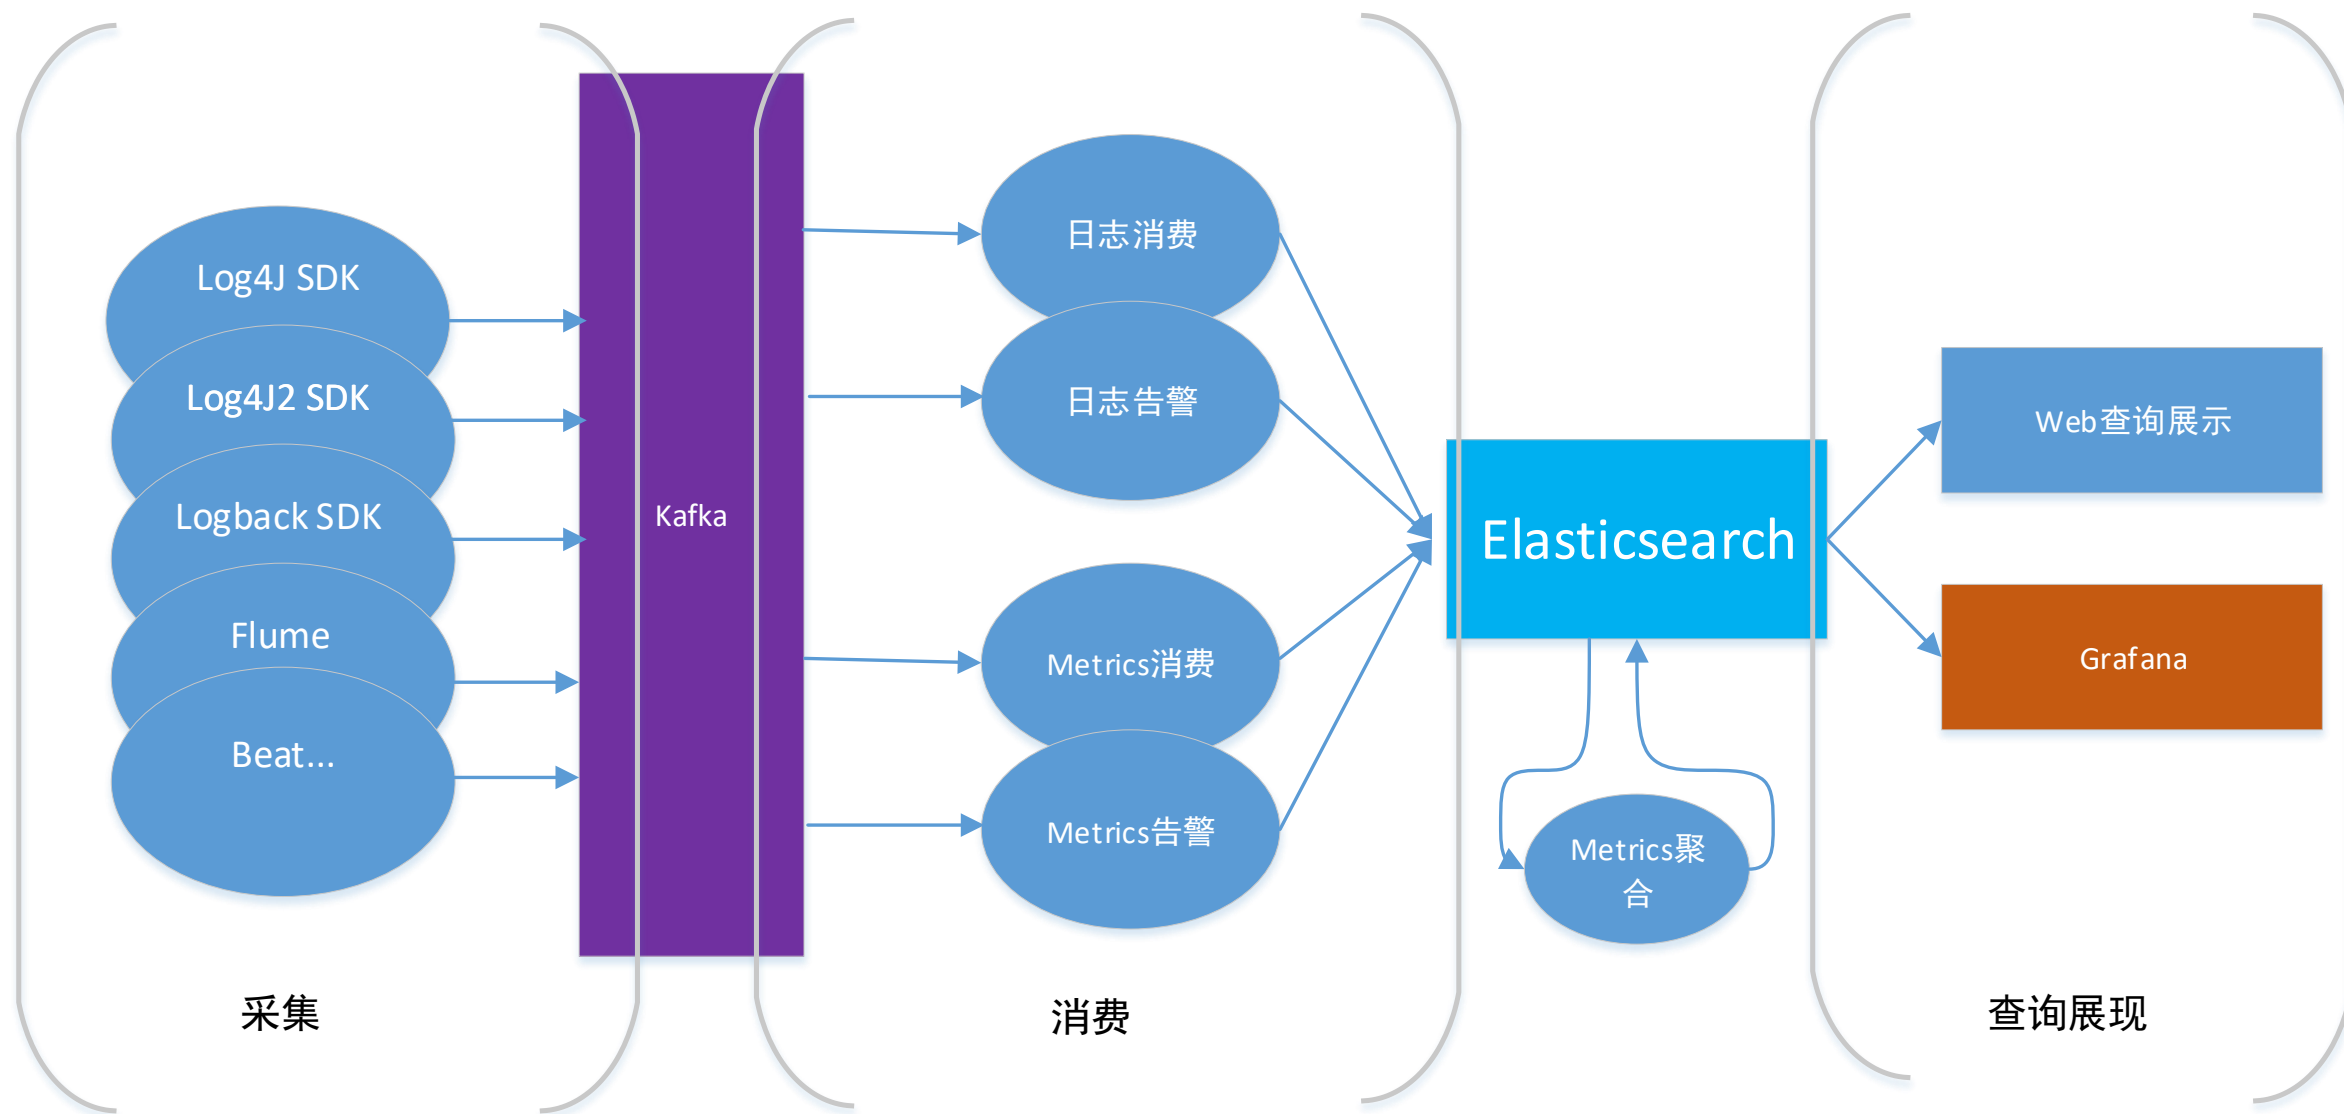 Log4J SDK
Log4J2 SDK
Logback SDK
Flume
Beat...
采集
Kafka
日志消费
日志告警
Metrics消费
Metrics告警
消费
Elasticsearch
Metrics聚
合
Web查询展示
Grafana
查询展现